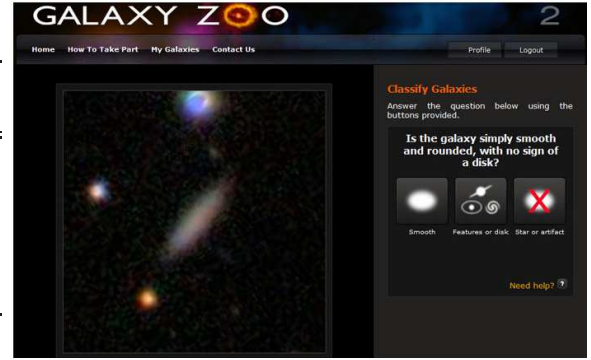 GALAXY ZOO 2
Home How To Take Part My Galaxies Contact Us Profile Logout
Classify Galaxies
Answer the question below using the
buttons provided.
Is the galaxy simply smooth
and rounded, with no sign of
a disk?
Smooth Features or disk Star or artifact
Need help? ?